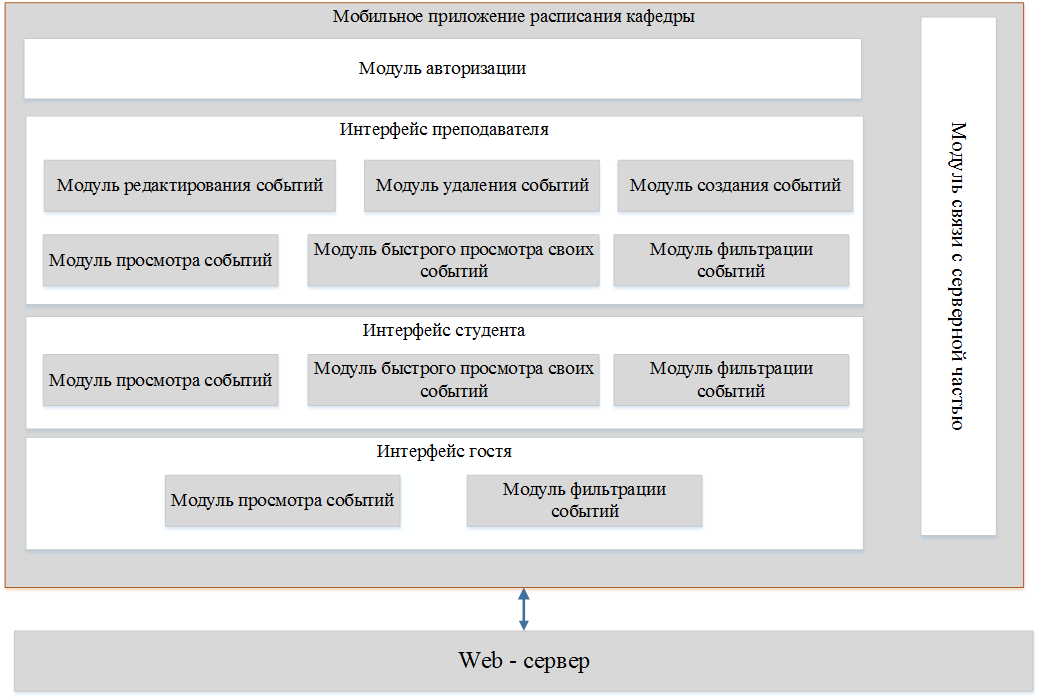 Мобильное приложение расписания кафедры
Модуль авторизации
Интерфейс преподавателя
Модуль редактирования событий
Модуль удаления событий
Модуль создания событий
Модуль просмотра событий
Модуль быстрого просмотра своих
событий
Модуль фильтрации
событий
Интерфейс студента
Модуль просмотра событий
Модуль быстрого просмотра своих
событий
Модуль фильтрации
событий
Интерфейс гостя
Модуль просмотра событий
Модуль фильтрации
событий
Модуль связи с серверной частью
Web - сервер